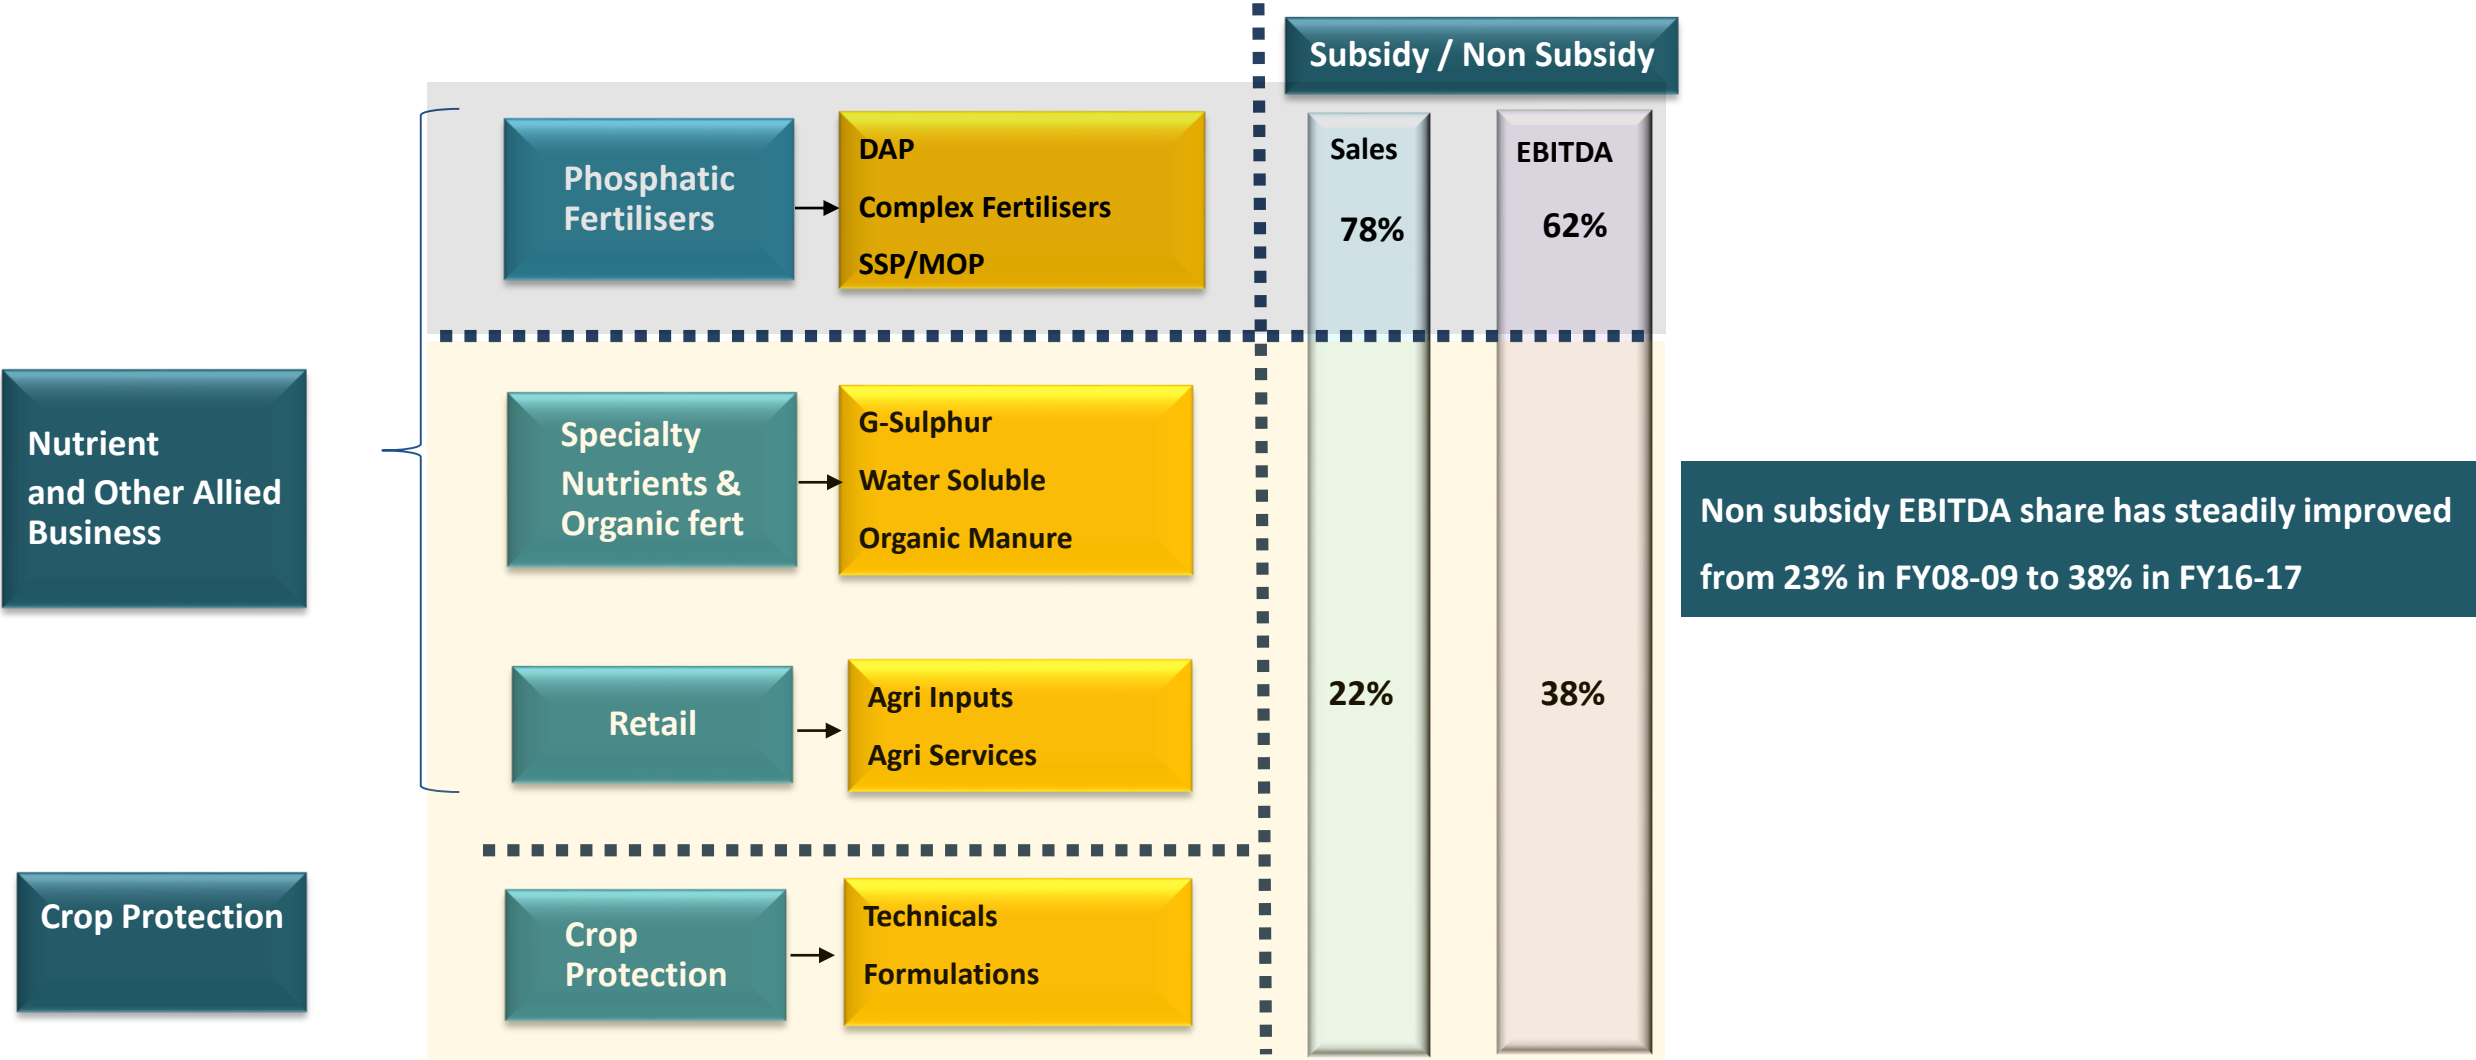 Subsidy / Non Subsidy
Nutrient
and Other Allied
Business
Phosphatic
Fertilisers
DAP
Complex Fertilisers
SSP/MOP
Sales
78%
EBITDA
62%
Specialty
Nutrients &
Organic fert
G-Sulphur
Water Soluble
Organic Manure
Retail
Agri Inputs
Agri Services
22%
38%
Non subsidy EBITDA share has steadily improved
from 23% in FY08-09 to 38% in FY16-17
Crop Protection
Crop
Protection
Technicals
Formulations